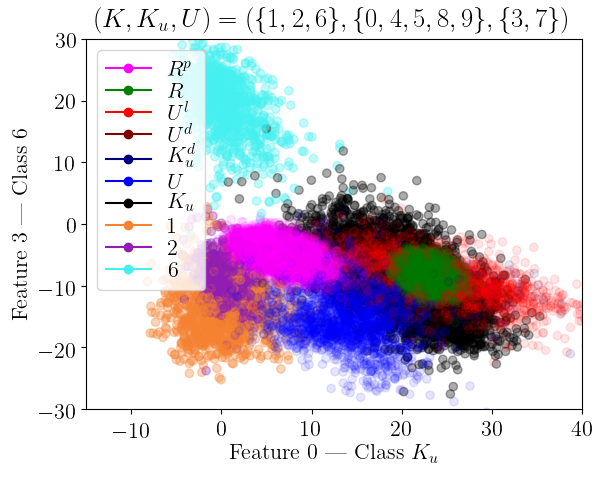 (K, K_u, U) = ({1, 2, 6}, {0, 4, 5, 8, 9}, {3, 7})
30
20
10
0
−10
−20
−30
Feature 3 — Class 6
R^p
R
U^l
U^d
K_u^d
U
K_u
1
2
6
−10
0
10
20
30
40
Feature 0 — Class K_u